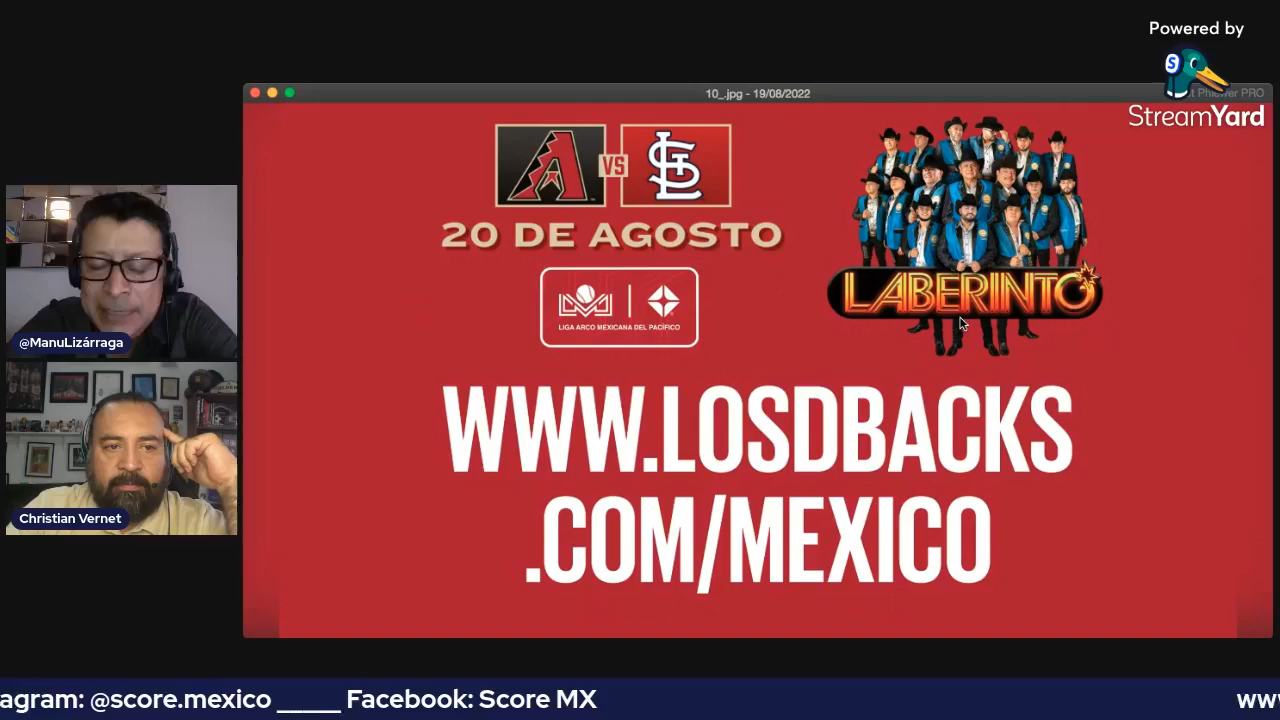 Powered by
StreamYard
10_.jpg - 19/08/2022
VS
20 DE AGOSTO
LIGA ARCO MEXICANA DEL PACÍFICO
LABERINTO
WWW.LOSDBACKS
.COM/MEXICO
@ManuLizárraga
Christian Vernet
agram: @score.mexico _____ Facebook: Score MX